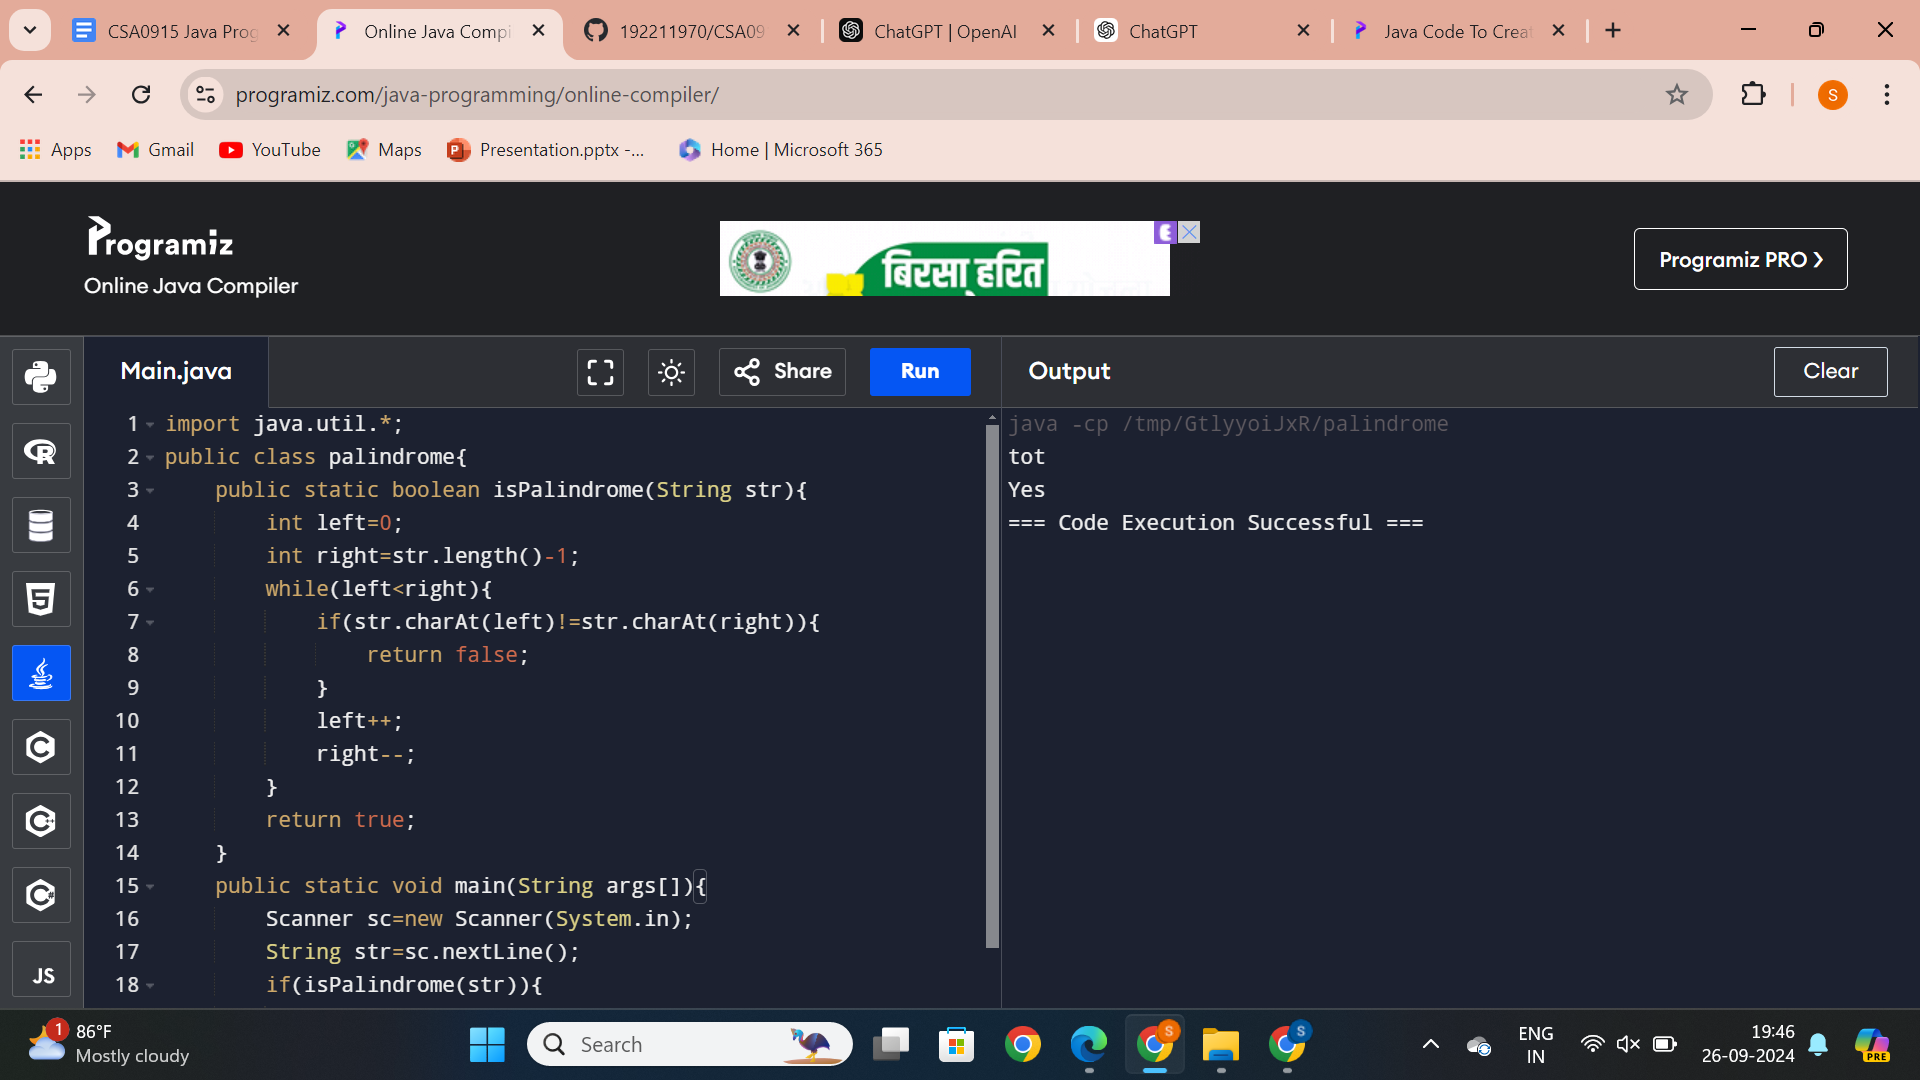 CSA0915 Java Prog
Online Java Compi
192211970/CSA09
ChatGPT | OpenAI
ChatGPT
Java Code To Crea
programiz.com/java-programming/online-compiler/
S
Apps
Gmail
YouTube
Maps
Presentation.pptx -...
Home | Microsoft 365
Programiz
Online Java Compiler
बिरसा हरित
Programiz PRO ❯
Main.java
Share
Run
Output
Clear
1 import java.util.*;
2 public class palindrome{
3     public static boolean isPalindrome(String str){
4         int left=0;
5         int right=str.length()-1;
6         while(left<right){
7             if(str.charAt(left)!=str.charAt(right)){
8                 return false;
9             }
10             left++;
11             right--;
12         }
13         return true;
14     }
15     public static void main(String args[]){
16         Scanner sc=new Scanner(System.in);
17         String str=sc.nextLine();
18         if(isPalindrome(str)){
java -cp /tmp/GtlyyoiJxR/palindrome
tot
Yes
=== Code Execution Successful ===
JS
1
86°F
Mostly cloudy
Search
S
S
ENG
IN
19:46
26-09-2024
PRE